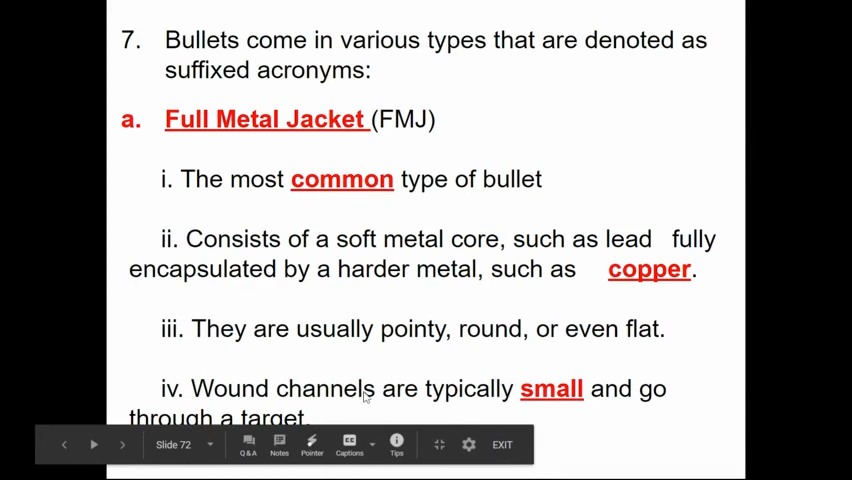 7. Bullets come in various types that are denoted as
suffixed acronyms:
a. Full Metal Jacket (FMJ)
i. The most common type of bullet
ii. Consists of a soft metal core, such as lead fully
encapsulated by a harder metal, such as copper.
iii. They are usually pointy, round, or even flat.
iv. Wound channels are typically small and go
through a target.
Slide 72
Q & A
Notes
Pointer
CC
Captions
Tips
EXIT